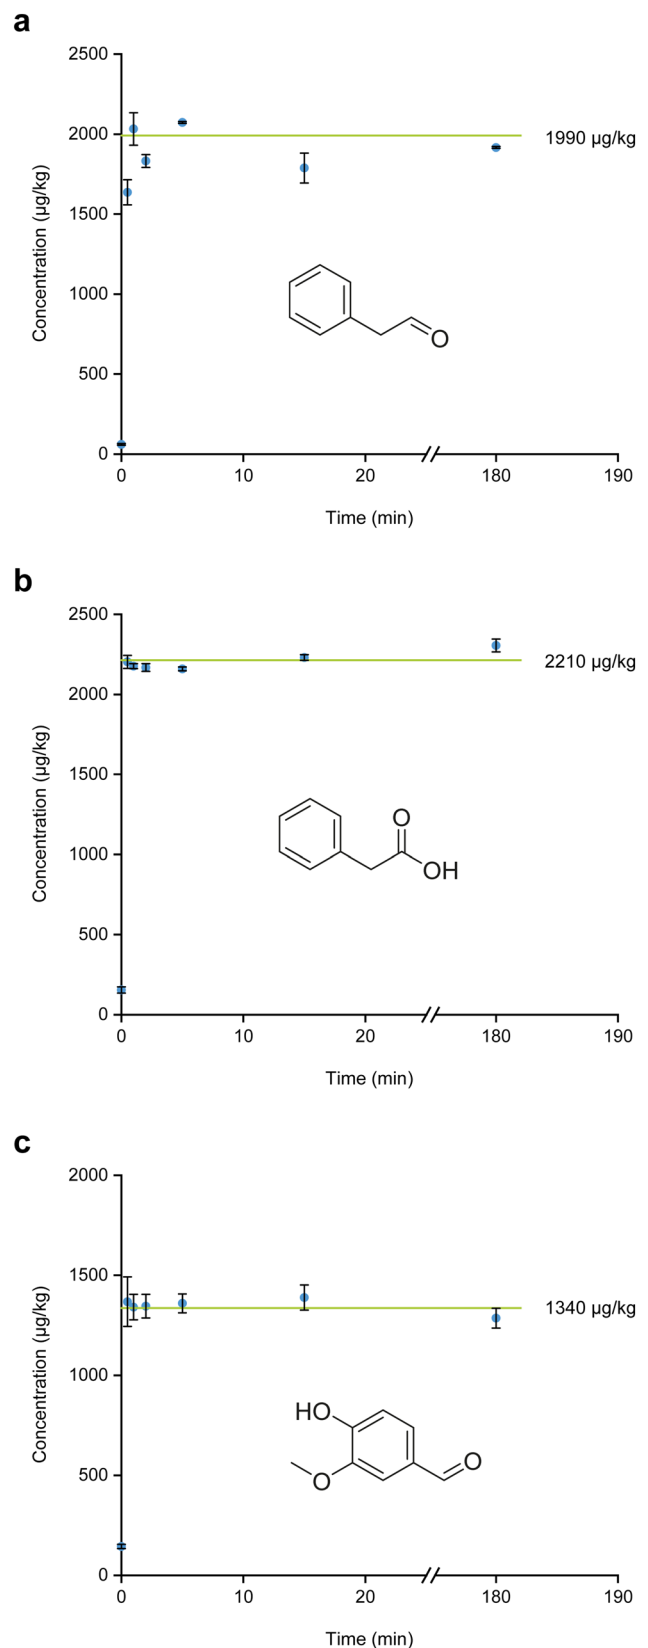 a
2500
2000
1990 µg/kg
1500
1000
500
0
Concentration (µg/kg)
O
0 10 20 180 190
Time (min)
b
2500
2210 µg/kg
2000
1500
1000
500
0
Concentration (µg/kg)
O
OH
0 10 20 180 190
Time (min)
c
2000
1500
1340 µg/kg
1000
500
0
Concentration (µg/kg)
HO
O
O
0 10 20 180 190
Time (min)